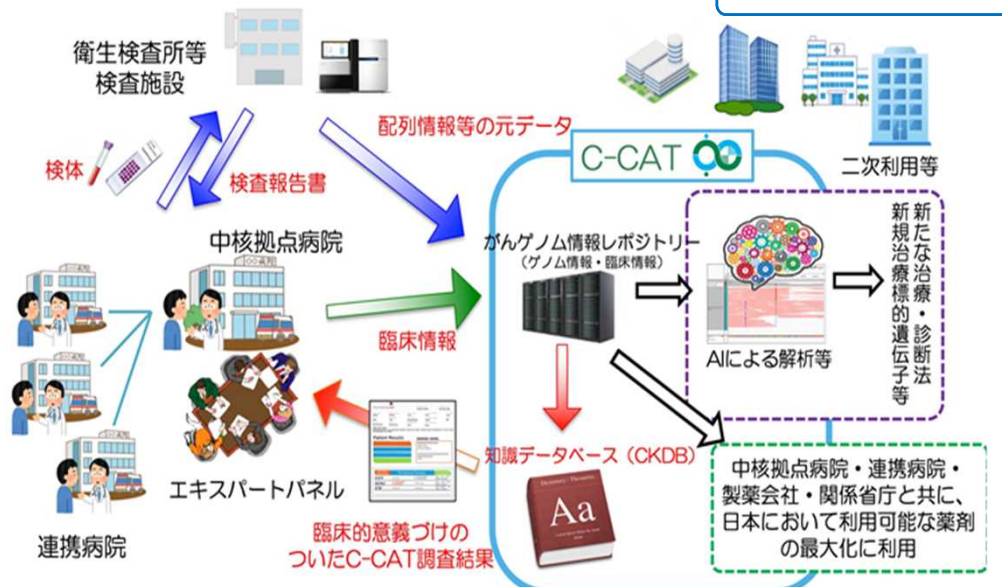 衛生検査所等
検査施設
検体
検査報告書
配列情報等の元データ
C-CAT
二次利用等
中核拠点病院
がんゲノム情報レポジトリー
（ゲノム情報・臨床情報）
新たな治療・診断法
新規治療標的遺伝子等
臨床情報
AIによる解析等
Patient Results
知識データベース（CKDB）
Aa
エキスパートパネル
連携病院
臨床的意義づけの
ついたC-CAT調査結果
中核拠点病院・連携病院・
製薬会社・関係省庁と共に、
日本において利用可能な薬剤
の最大化に利用